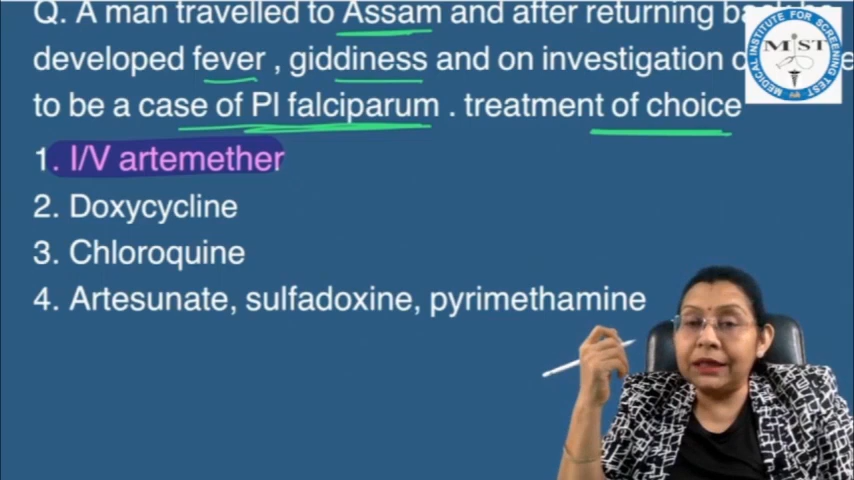 Q. A man travelled to Assam and after returning
developed fever , giddiness and on investigation
to be a case of Pl falciparum . treatment of choice
1. I/V artemether
2. Doxycycline
3. Chloroquine
4. Artesunate, sulfadoxine, pyrimethamine
MEDICAL INSTITUTE FOR SCREENING TEST
MIST